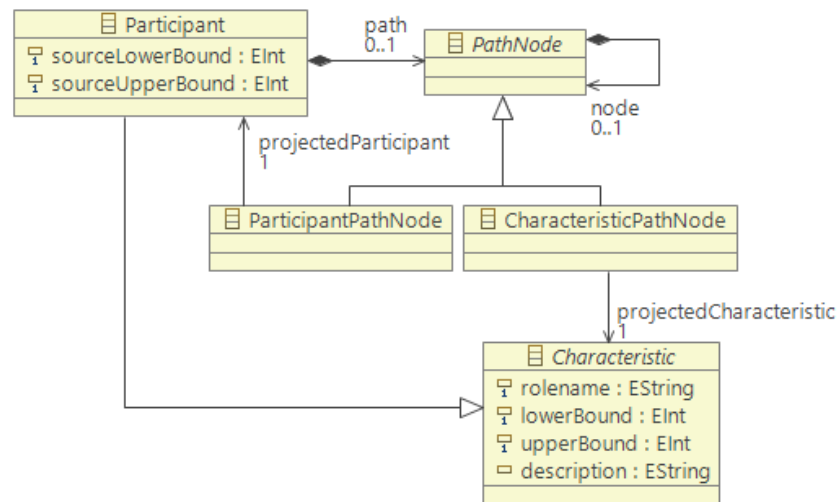 Participant
sourceLowerBound : EInt
sourceUpperBound : EInt
path
0..1
PathNode
node
0..1
projectedParticipant
1
ParticipantPathNode
CharacteristicPathNode
projectedCharacteristic
1
Characteristic
rolename : EString
lowerBound : EInt
upperBound : EInt
description : EString